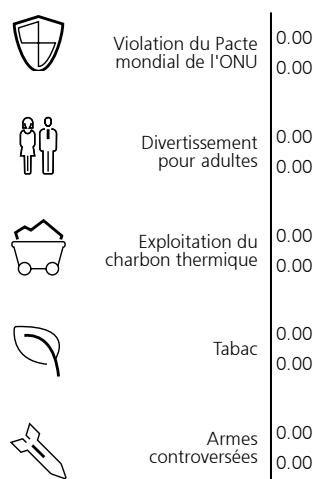 Violation du Pacte
mondial de l'ONU
0.00
0.00
Divertissement
pour adultes
0.00
0.00
Exploitation du
charbon thermique
0.00
0.00
Tabac
0.00
0.00
Armes
controversées
0.00
0.00